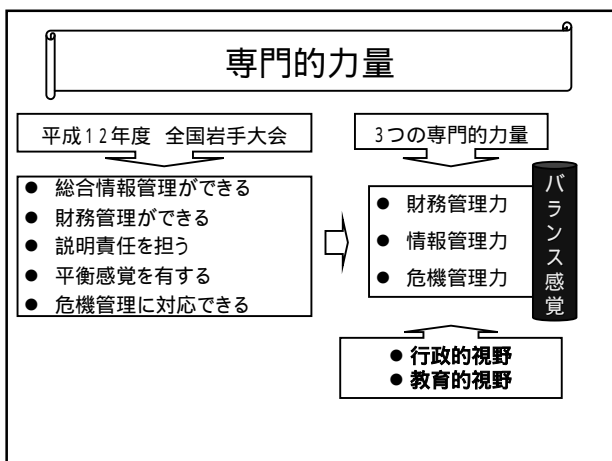 専門的力量
平成12年度 全国岩手大会
● 総合情報管理ができる
● 財務管理ができる
● 説明責任を担う
● 平衡感覚を有する
● 危機管理に対応できる
3つの専門的力量
● 財務管理力
● 情報管理力
● 危機管理力
バランス感覚
● 行政的視野
● 教育的視野